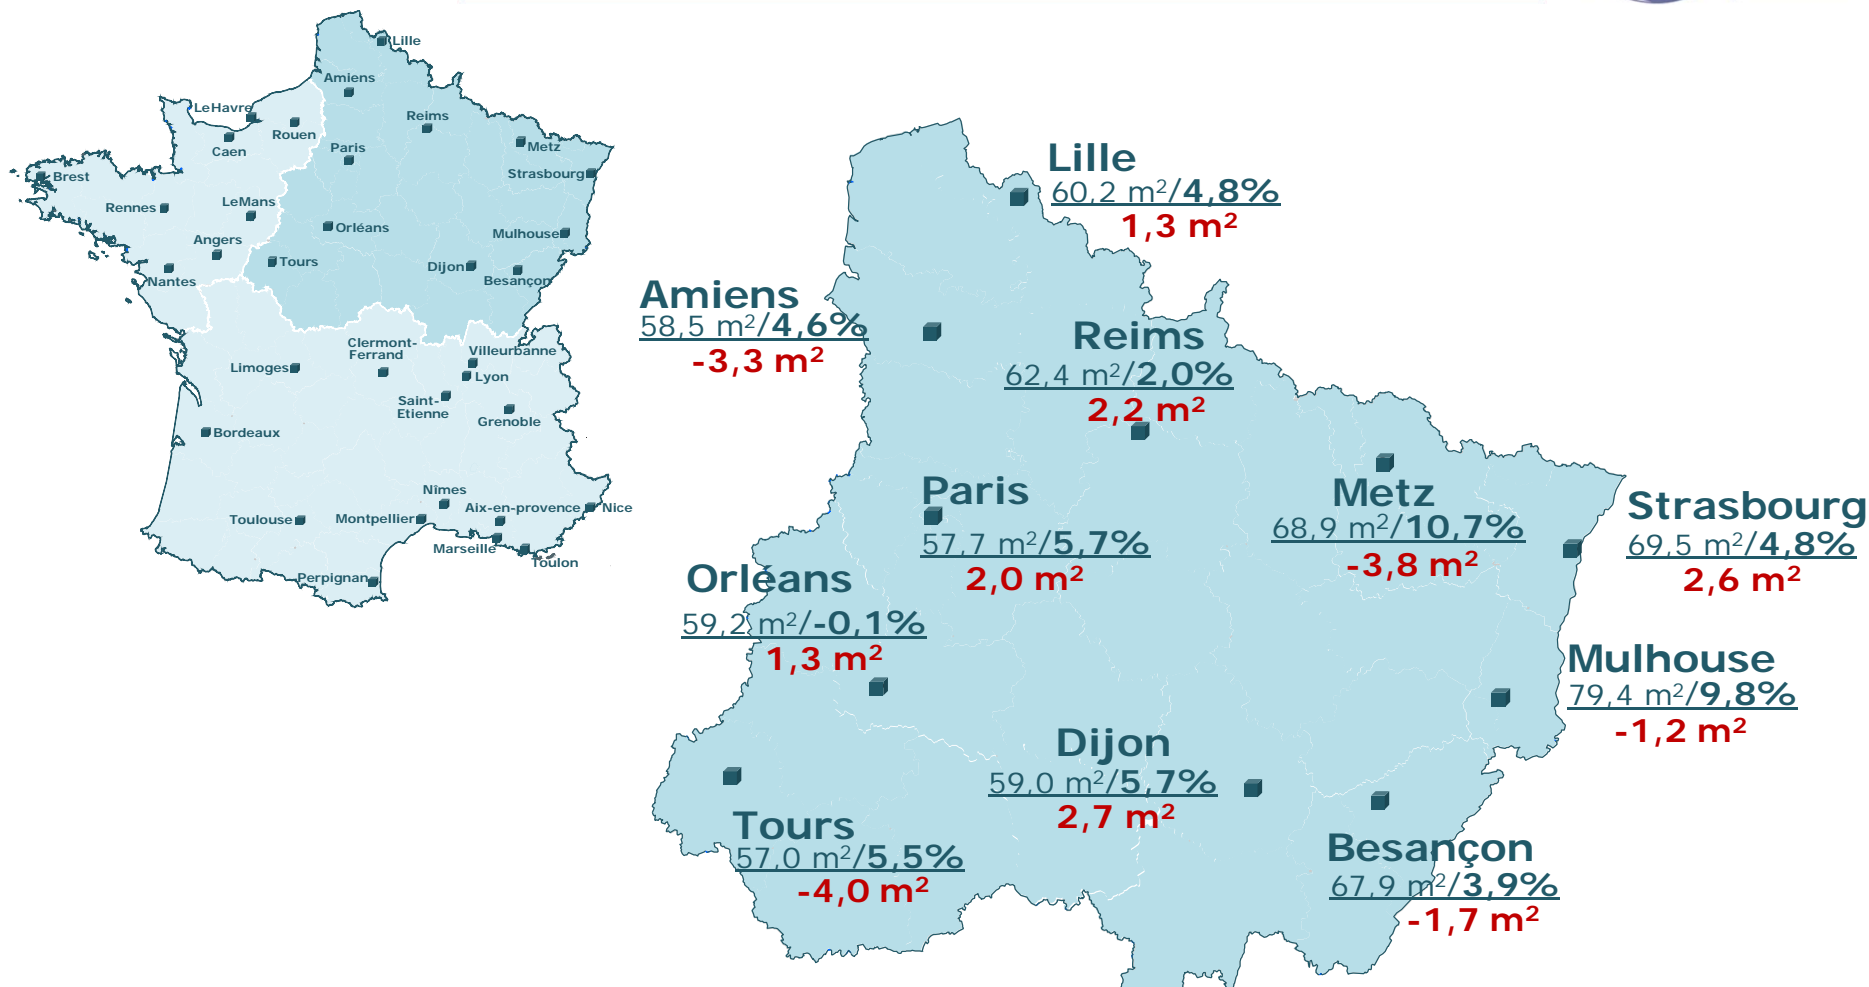 Lille
Amiens
LeHavre
Reims
Rouen
Caen
Paris
Metz
Strasbourg
Brest
Rennes
LeMans
Orléans
Mulhouse
Angers
Tours
Dijon
Besançon
Nantes
Clermont-
Ferrand
Villeurbanne
Limoges
Lyon
Saint-
Etienne
Grenoble
Bordeaux
Nîmes
Aix-en-provence
Nice
Toulouse
Montpellier
Marseille
Toulon
Perpignan
Lille
60,2 m²/4,8%
1,3 m²
Amiens
58,5 m²/4,6%
-3,3 m²
Reims
62,4 m²/2,0%
2,2 m²
Paris
57,7 m²/5,7%
2,0 m²
Metz
68,9 m²/10,7%
-3,8 m²
Strasbourg
69,5 m²/4,8%
2,6 m²
Orléans
59,2 m²/-0,1%
1,3 m²
Mulhouse
79,4 m²/9,8%
-1,2 m²
Dijon
59,0 m²/5,7%
2,7 m²
Tours
57,0 m²/5,5%
-4,0 m²
Besançon
67,9 m²/3,9%
-1,7 m²